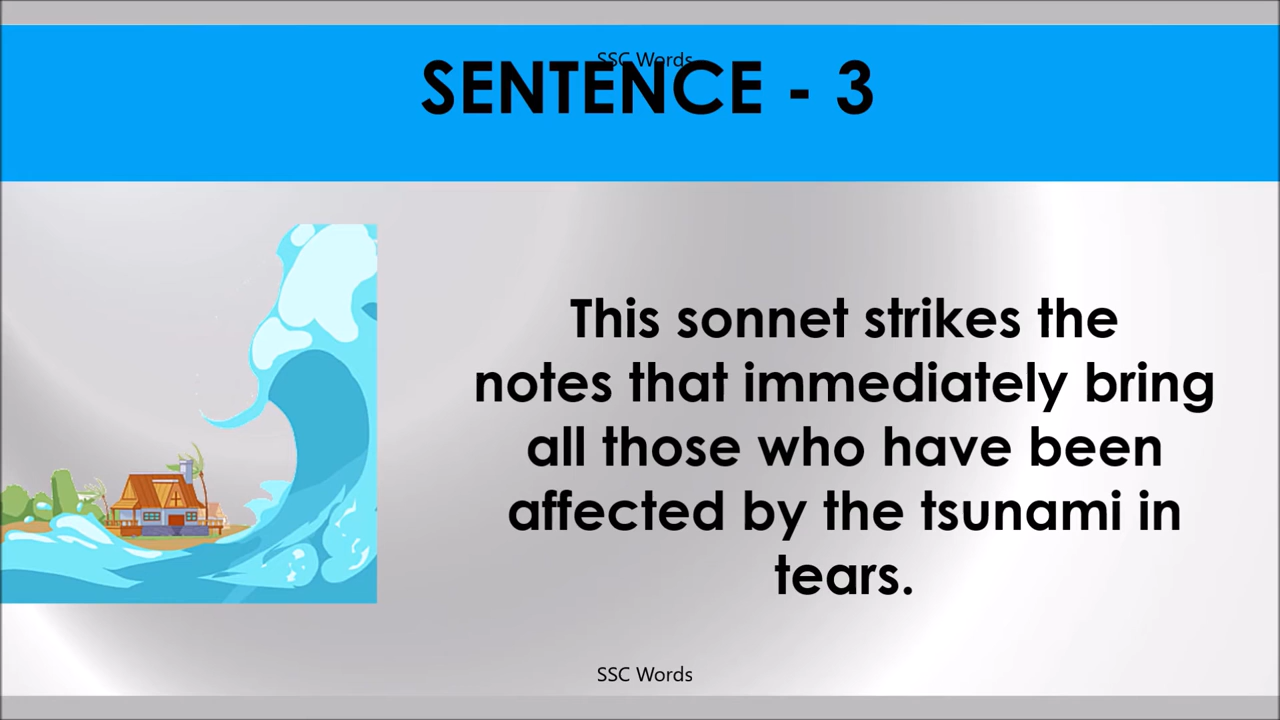 SSC Words
SENTENCE - 3
This sonnet strikes the
notes that immediately bring
all those who have been
affected by the tsunami in
tears.
SSC Words